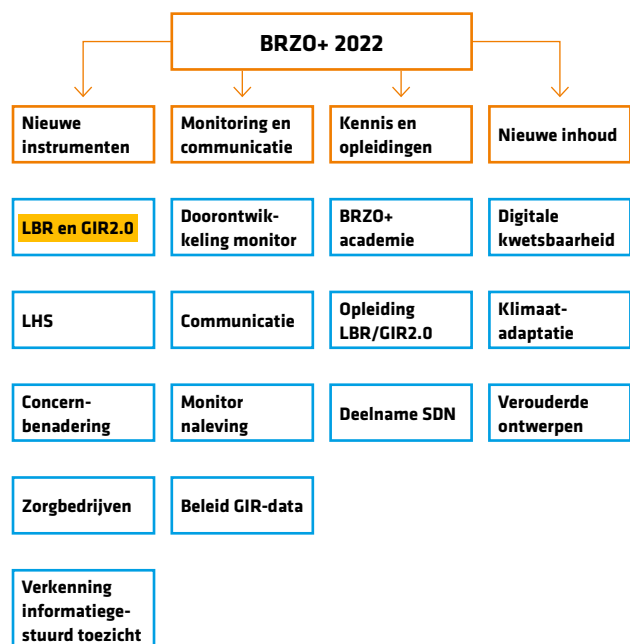 BRZO+ 2022
Nieuwe
instrumenten
Monitoring en
communicatie
Kennis en
opleidingen
Nieuwe inhoud
LBR en GIR2.0
Doorontwik-
keling monitor
BRZO+
academie
Digitale
kwetsbaarheid
LHS
Communicatie
Opleiding
LBR/GIR2.0
Klimaat-
adaptatie
Concern-
benadering
Monitor
naleving
Deelname SDN
Verouderde
ontwerpen
Zorgbedrijven
Beleid GIR-data
Verkenning
informatiege-
stuurd toezicht